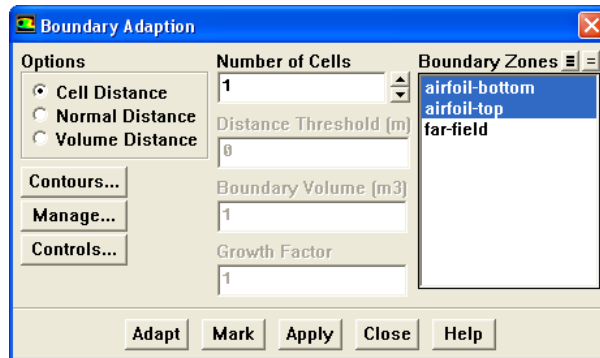 Boundary Adaption
Options
Cell Distance
Normal Distance
Volume Distance
Contours...
Manage...
Controls...
Number of Cells
1
Distance Threshold (m)
0
Boundary Volume (m3)
1
Growth Factor
1
Boundary Zones
airfoil-bottom
airfoil-top
far-field
Adapt Mark Apply Close Help